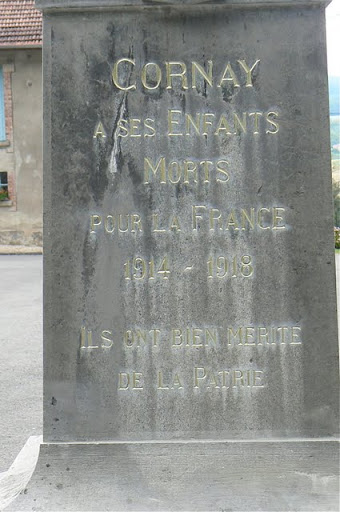 CORNAY
A SES ENFANTS
MORTS
POUR LA FRANCE
1914 - 1918
ILS ONT BIEN MERITE
DE LA PATRIE